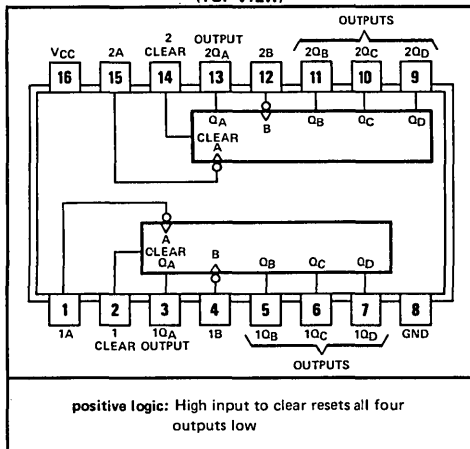 (TOP VIEW)
OUTPUTS
VCC 2A 2 CLEAR OUTPUT 2QA 2B 2QB 2QC 2QD
16 15 14 13 12 11 10 9
QA B QB QC QD
CLEAR
A
A
CLEAR
QA B QB QC QD
1 2 3 4 5 6 7 8
1A 1 CLEAR OUTPUT 1QA 1B 1QB 1QC 1QD GND
OUTPUTS
positive logic: High input to clear resets all four
outputs low